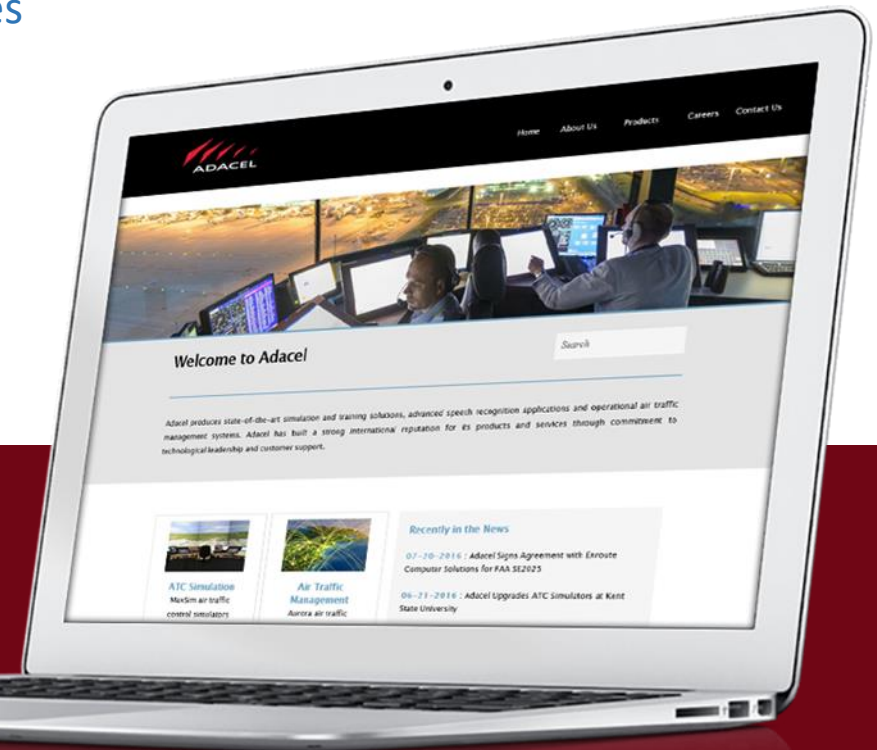 es
ADACEL
Home About Us Products Careers Contact Us
Welcome to Adacel
Search
Adacel produces state-of-the-art simulation and training solutions, advanced speech recognition applications and operational air traffic
management systems. Adacel has built a strong international reputation for its products and services through commitment to
technological leadership and customer support.
ATC Simulation
MaxSim air traffic
control simulators
Air Traffic
Management
Aurora air traffic
Recently in the News
07-20-2016 : Adacel Signs Agreement with Enroute
Computer Solutions for FAA SE2025
06-21-2016 : Adacel Upgrades ATC Simulators at Kent
State University